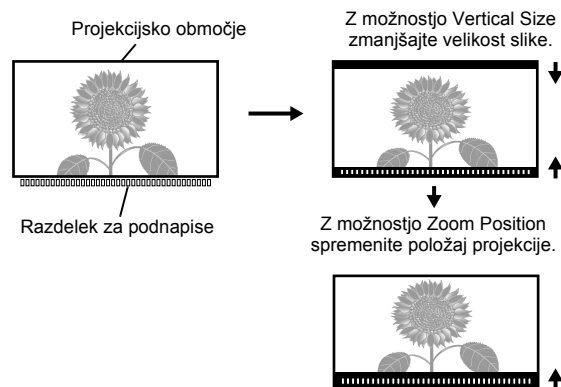 Projekcijsko območje
Razdelek za podnapise
Z možnostjo Vertical Size
zmanjšajte velikost slike.
Z možnostjo Zoom Position
spremenite položaj projekcije.